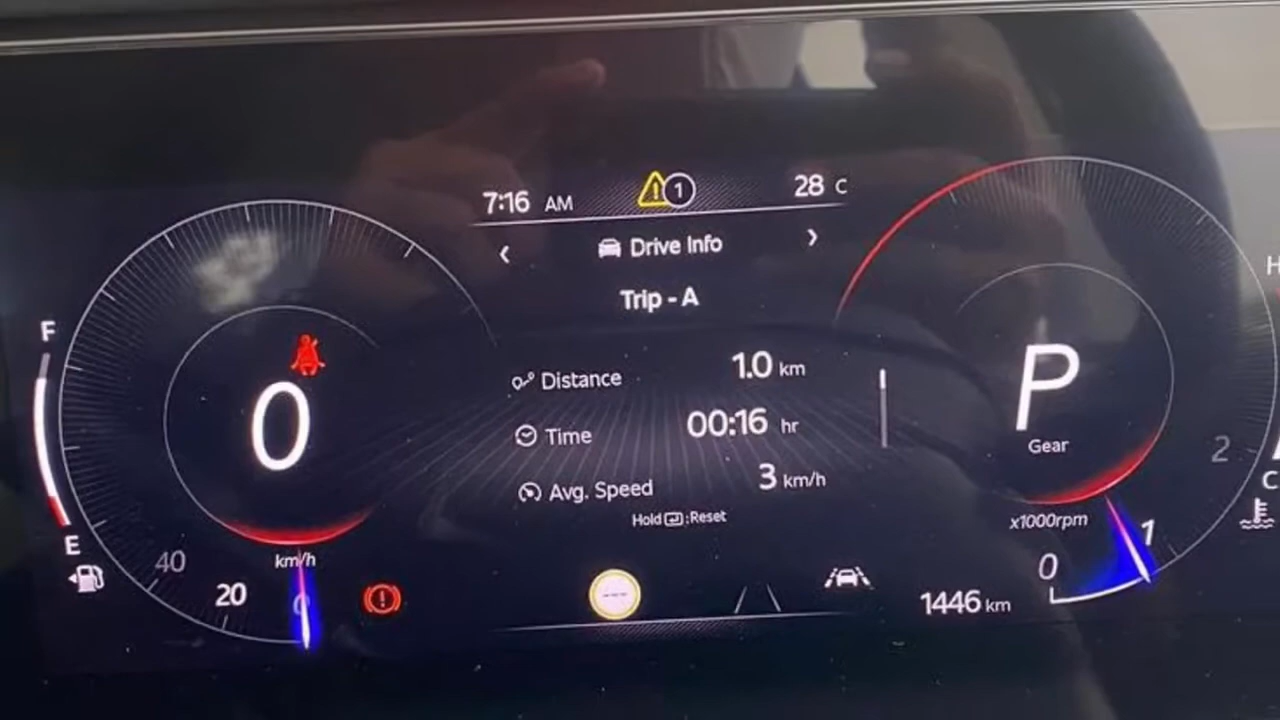 7:16 AM
1
28 C
Drive Info
Trip - A
F
E
H
C
0
km/h
40
20
0
Distance 1.0 km
Time 00:16 hr
Avg. Speed 3 km/h
Hold :Reset
---
P
Gear
x1000rpm
0
1
2
1446 km